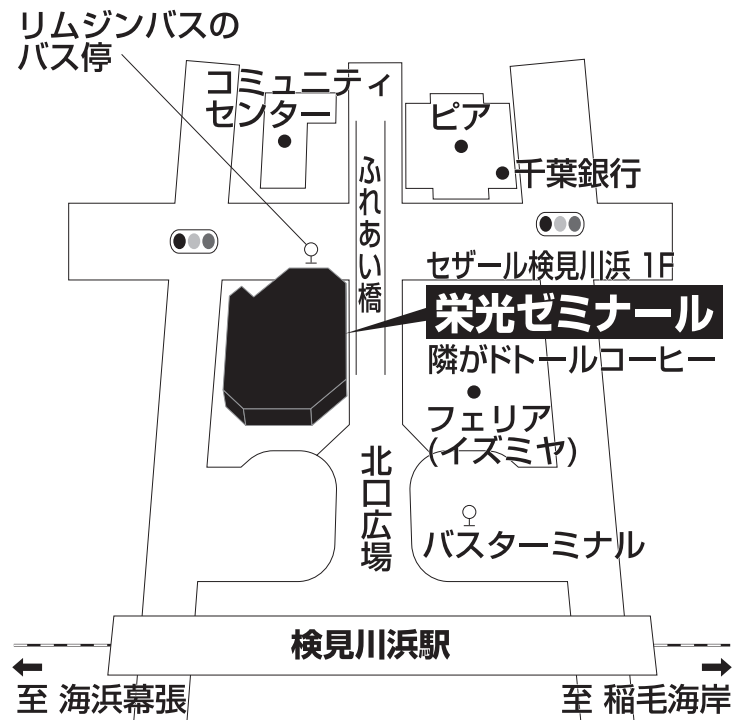 リムジンバスの
バス停
コミュニティ
センター
ピア
千葉銀行
ふれあい橋
セザール検見川浜 1F
栄光ゼミナール
隣がドトールコーヒー
フェリア
(イズミヤ)
北口広場
バスターミナル
検見川浜駅
至 海浜幕張
至 稲毛海岸